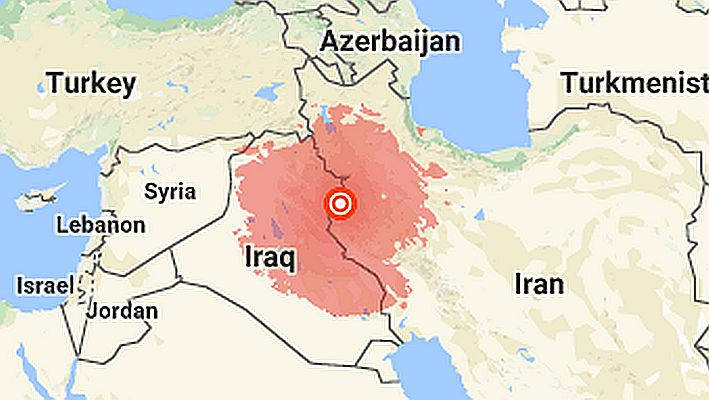 Azerbaijan
Turkey
Turkmenist
Syria
Lebanon
Iraq
Israel
Iran
Jordan